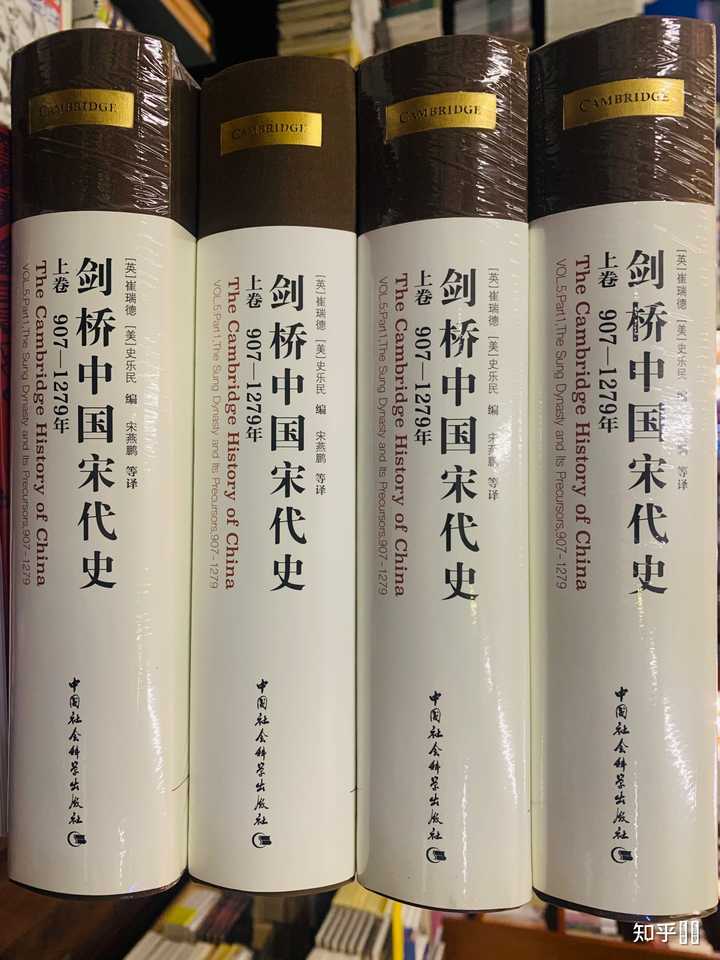 CAMBRIDGE
[英]崔瑞德 [美]史乐民 编 宋燕鹏 等译
剑桥中国宋代史
上卷 907—1279年
The Cambridge History of China
VOL.5;Part1,The Sung Dynasty and Its Precursors,907-1279
中国社会科学出版社
CAMBRIDGE
[英]崔瑞德 [美]史乐民 编 宋燕鹏 等译
剑桥中国宋代史
上卷 907—1279年
The Cambridge History of China
VOL.5;Part1,The Sung Dynasty and Its Precursors,907-1279
中国社会科学出版社
CAMBRIDGE
[英]崔瑞德 [美]史乐民 编 宋燕鹏 等译
剑桥中国宋代史
上卷 907—1279年
The Cambridge History of China
VOL.5;Part1,The Sung Dynasty and Its Precursors,907-1279
中国社会科学出版社
CAMBRIDGE
[英]崔瑞德 [美]史乐民 编 等译
剑桥中国宋代史
上卷 907—1279年
The Cambridge History of China
VOL.5;Part1,The Sung Dynasty and Its Precursors,907-1279
中国社会科学出版社
知乎